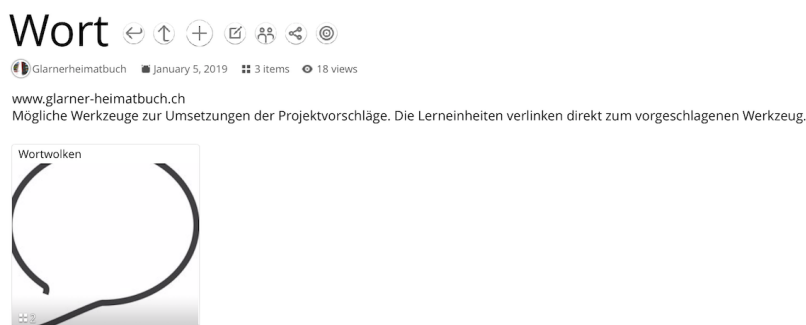 Wort
Glarnerheimatbuch January 5, 2019 3 items 18 views
www.glarner-heimatbuch.ch
Mögliche Werkzeuge zur Umsetzungen der Projektvorschläge. Die Lerneinheiten verlinken direkt zum vorgeschlagenen Werkzeug.
Wortwolken
2